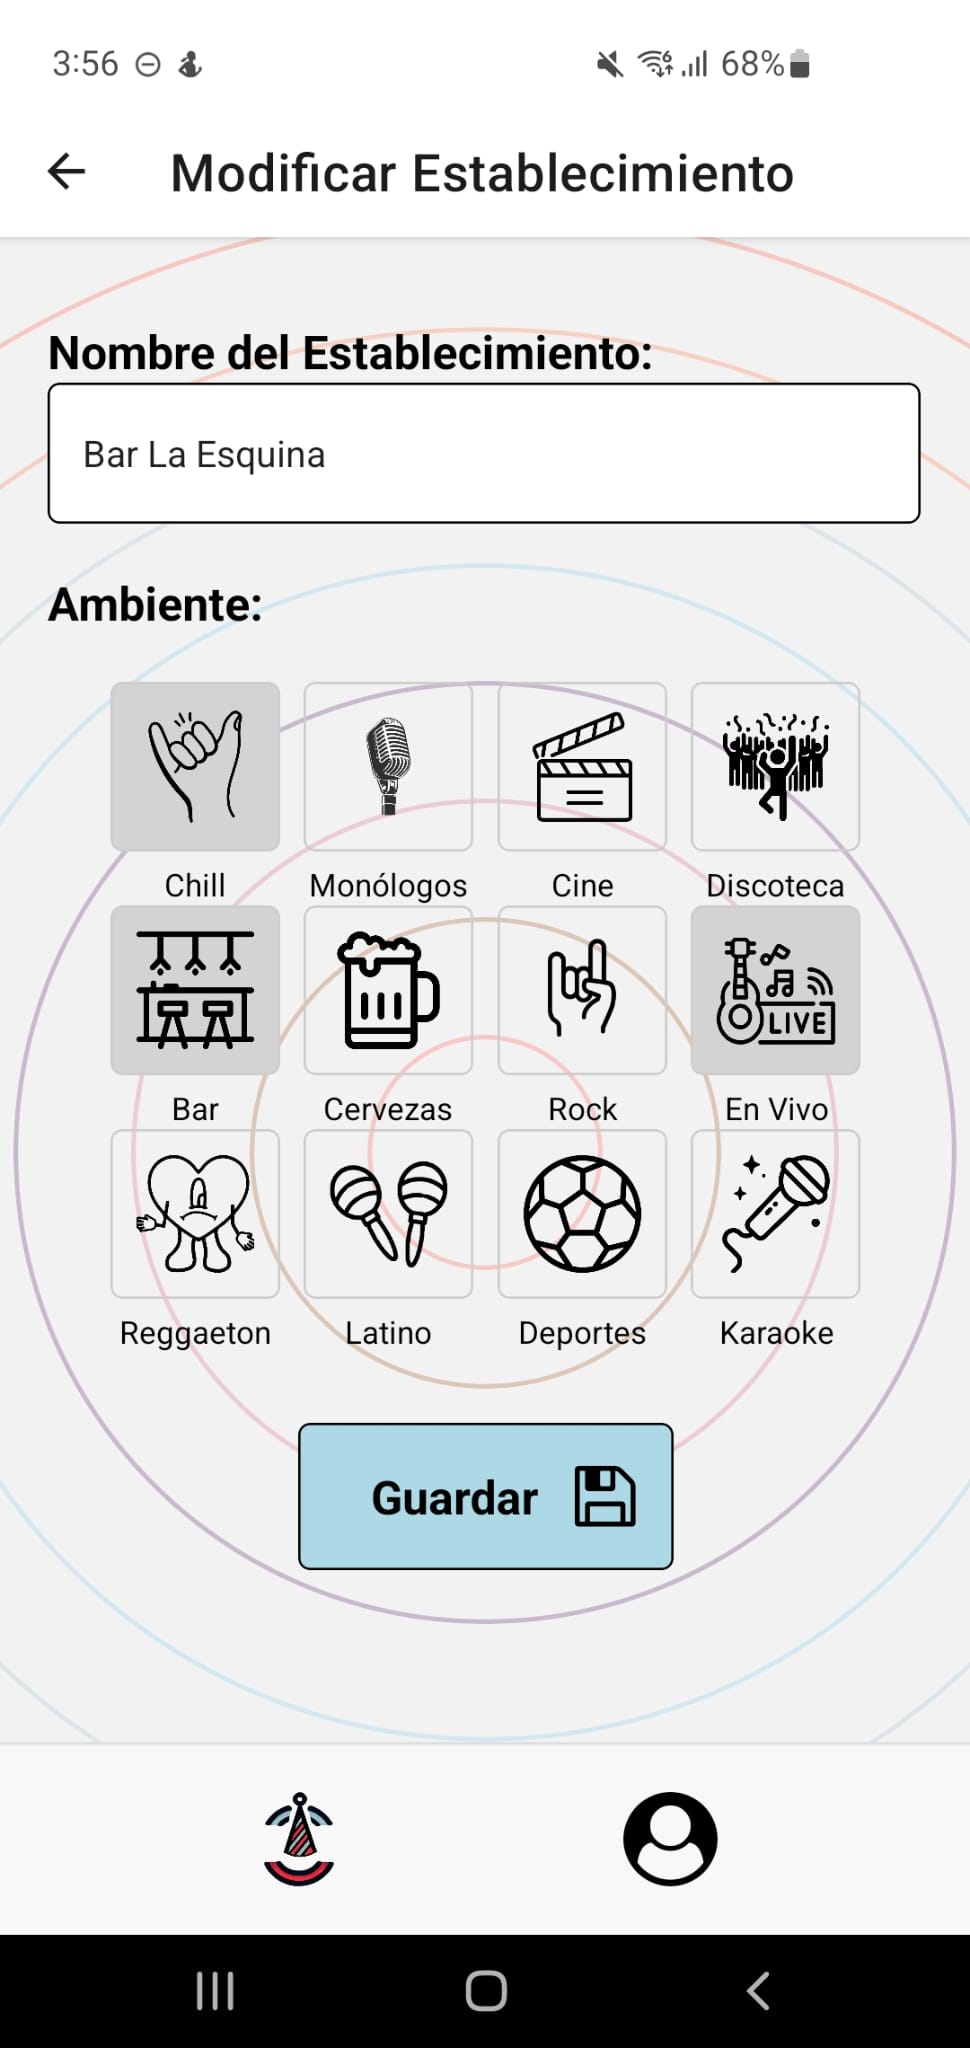 3:56 68%
Modificar Establecimiento
Nombre del Establecimiento:
Bar La Esquina
Ambiente:
Chill Monólogos Cine Discoteca
LIVE
Bar Cervezas Rock En Vivo
Reggaeton Latino Deportes Karaoke
Guardar